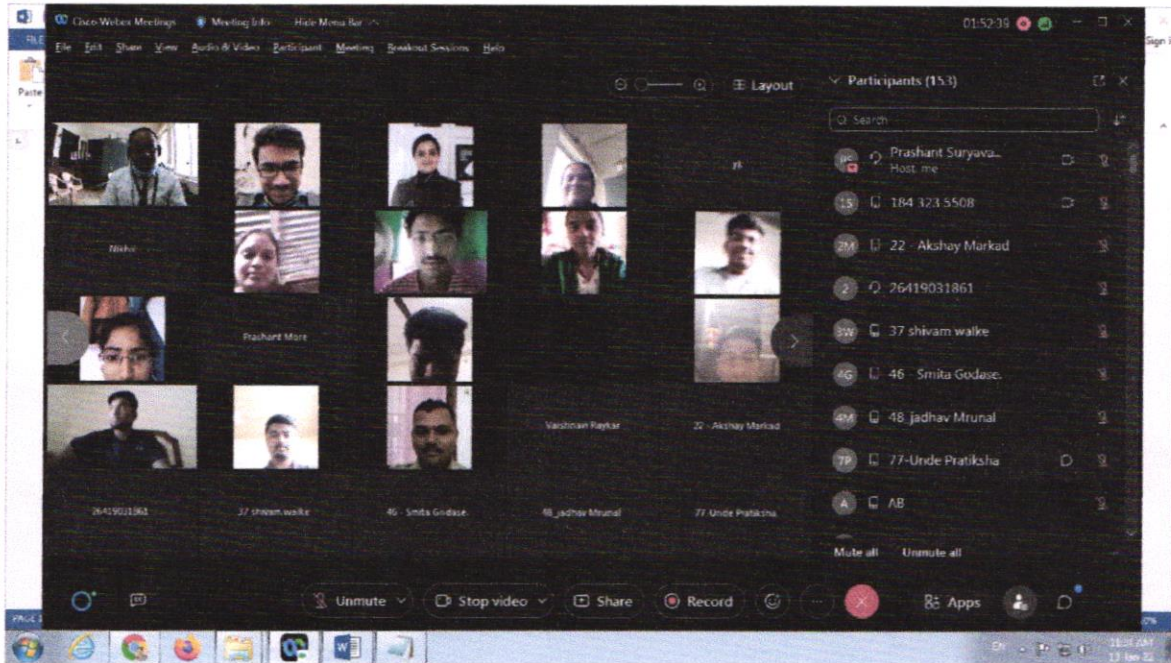 Cisco Webex Meetings Meeting Info Hide Menu Bar
01:52:39
FILE
Sign i
File Edit Share View Audio & Video Participant Meeting Breakout Sessions Help
Paste
Layout
Participants (153)
Search
Prashant Suryava...
Host, me
184 323 5508
22 - Akshay Markad
26419031861
37 shivam walke
46 - Smita Godase.
48_jadhav Mrunal
77-Unde Pratiksha
AB
Prashant More
Raykar
22 - Akshay Markad
26419031861
37 shivam walke
46 - Smita Godase.
48_jadhav Mrunal
77-Unde Pratiksha
Mute all Unmute all
Unmute Stop video Share Record Apps
EN